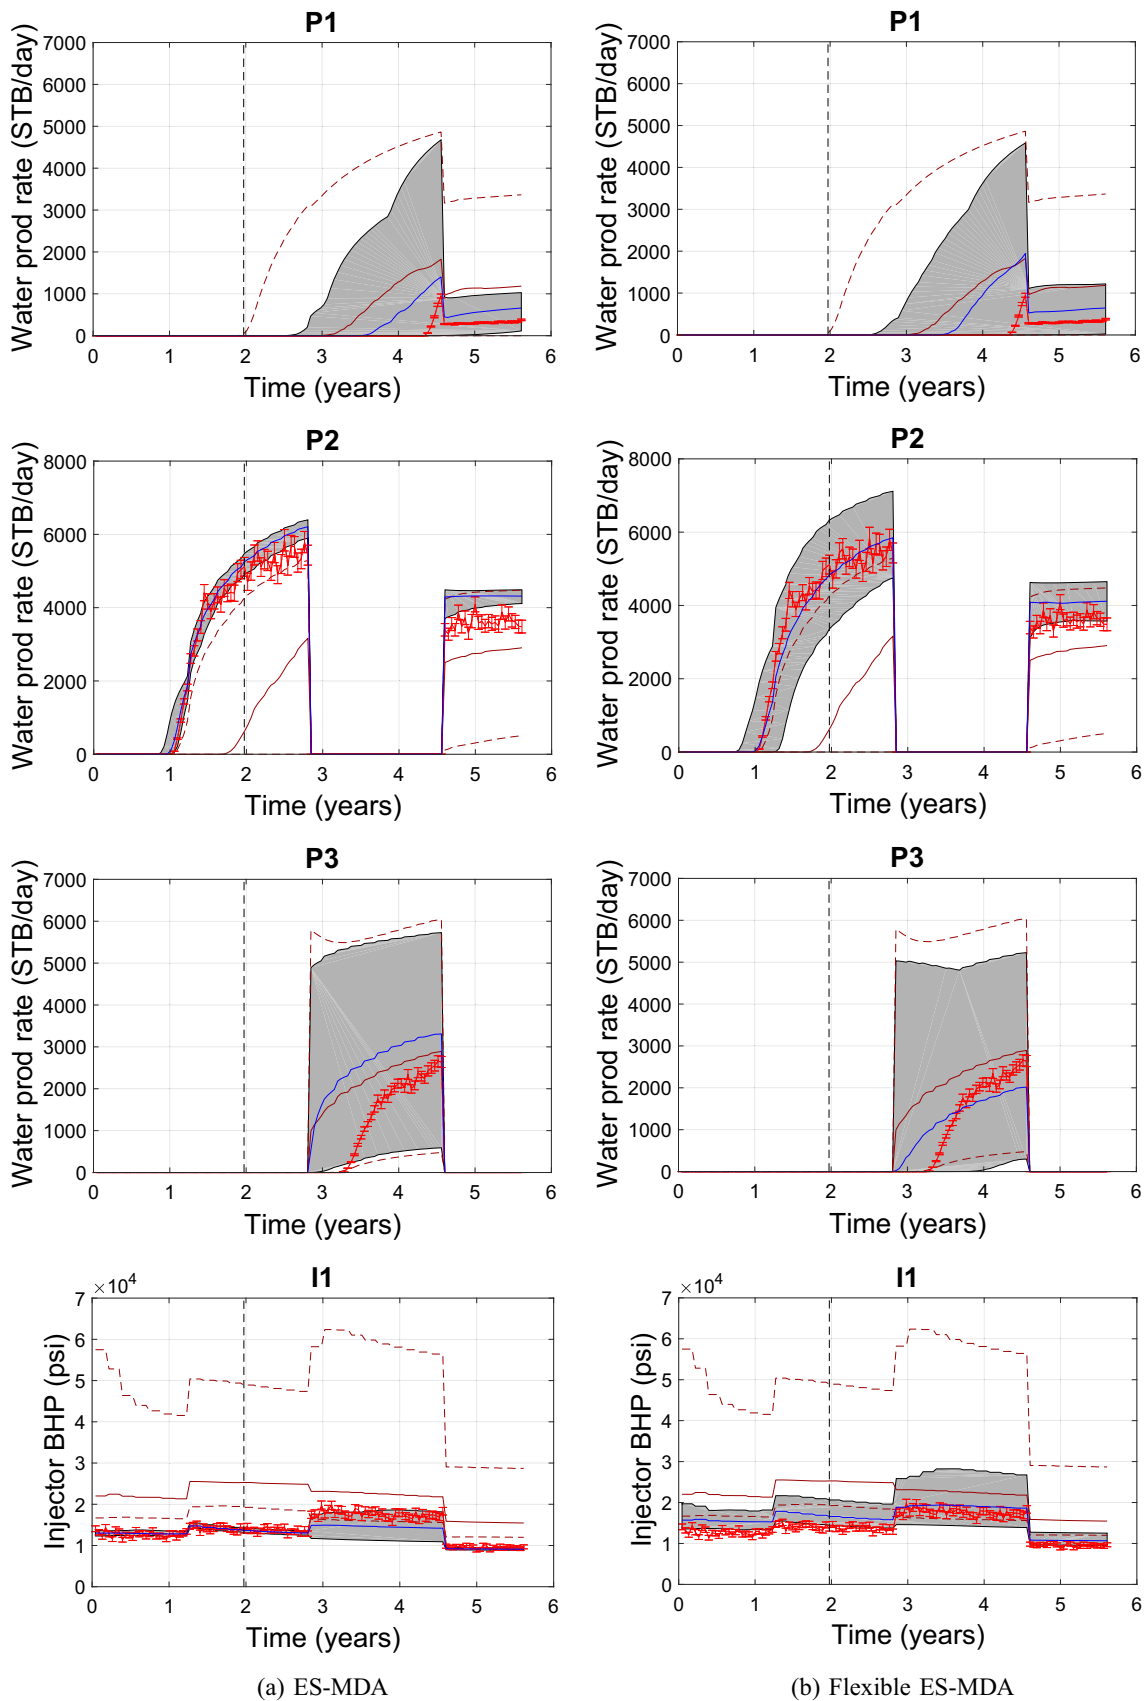 P1
Water prod rate (STB/day)
7000
6000
5000
4000
3000
2000
1000
0
0 1 2 3 4 5 6
Time (years)
P1
Water prod rate (STB/day)
7000
6000
5000
4000
3000
2000
1000
0
0 1 2 3 4 5 6
Time (years)
P2
Water prod rate (STB/day)
8000
6000
4000
2000
0
0 1 2 3 4 5 6
Time (years)
P2
Water prod rate (STB/day)
8000
7000
6000
5000
4000
3000
2000
1000
0
0 1 2 3 4 5 6
Time (years)
P3
Water prod rate (STB/day)
7000
6000
5000
4000
3000
2000
1000
0
0 1 2 3 4 5 6
Time (years)
P3
Water prod rate (STB/day)
7000
6000
5000
4000
3000
2000
1000
0
0 1 2 3 4 5 6
Time (years)
I1
×10⁴
Injector BHP (psi)
7
6
5
4
3
2
1
0
0 1 2 3 4 5 6
Time (years)
I1
×10⁴
Injector BHP (psi)
7
6
5
4
3
2
1
0
0 1 2 3 4 5 6
Time (years)
(a) ES-MDA
(b) Flexible ES-MDA